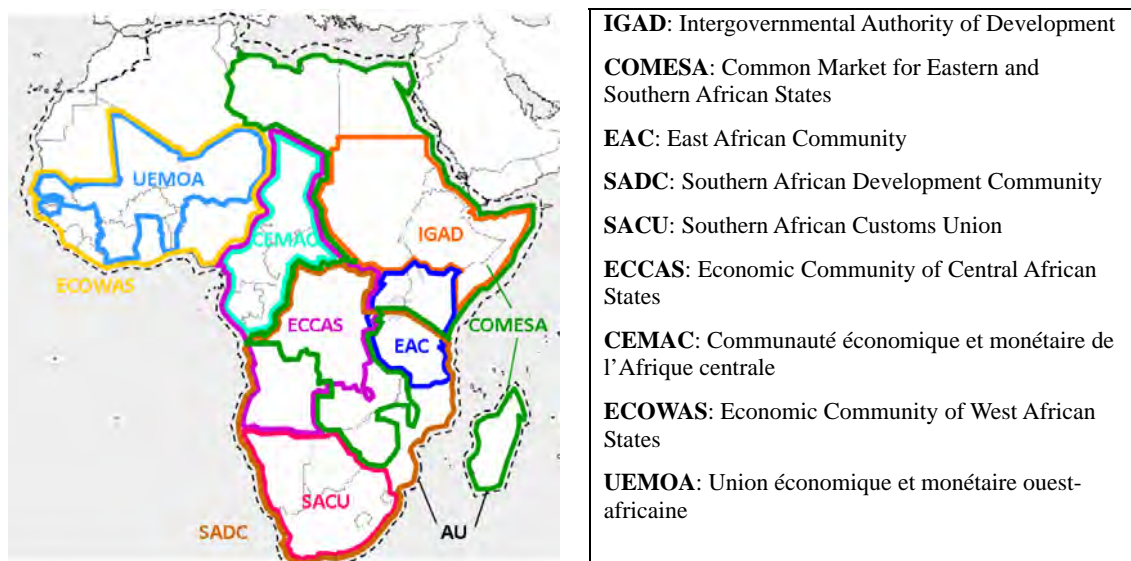 UEMOA
CEMAC
IGAD
ECOWAS
ECCAS
COMESA
EAC
SACU
SADC
AU
IGAD: Intergovernmental Authority of Development
COMESA: Common Market for Eastern and
Southern African States
EAC: East African Community
SADC: Southern African Development Community
SACU: Southern African Customs Union
ECCAS: Economic Community of Central African
States
CEMAC: Communauté économique et monétaire de
l’Afrique centrale
ECOWAS: Economic Community of West African
States
UEMOA: Union économique et monétaire ouest-
africaine